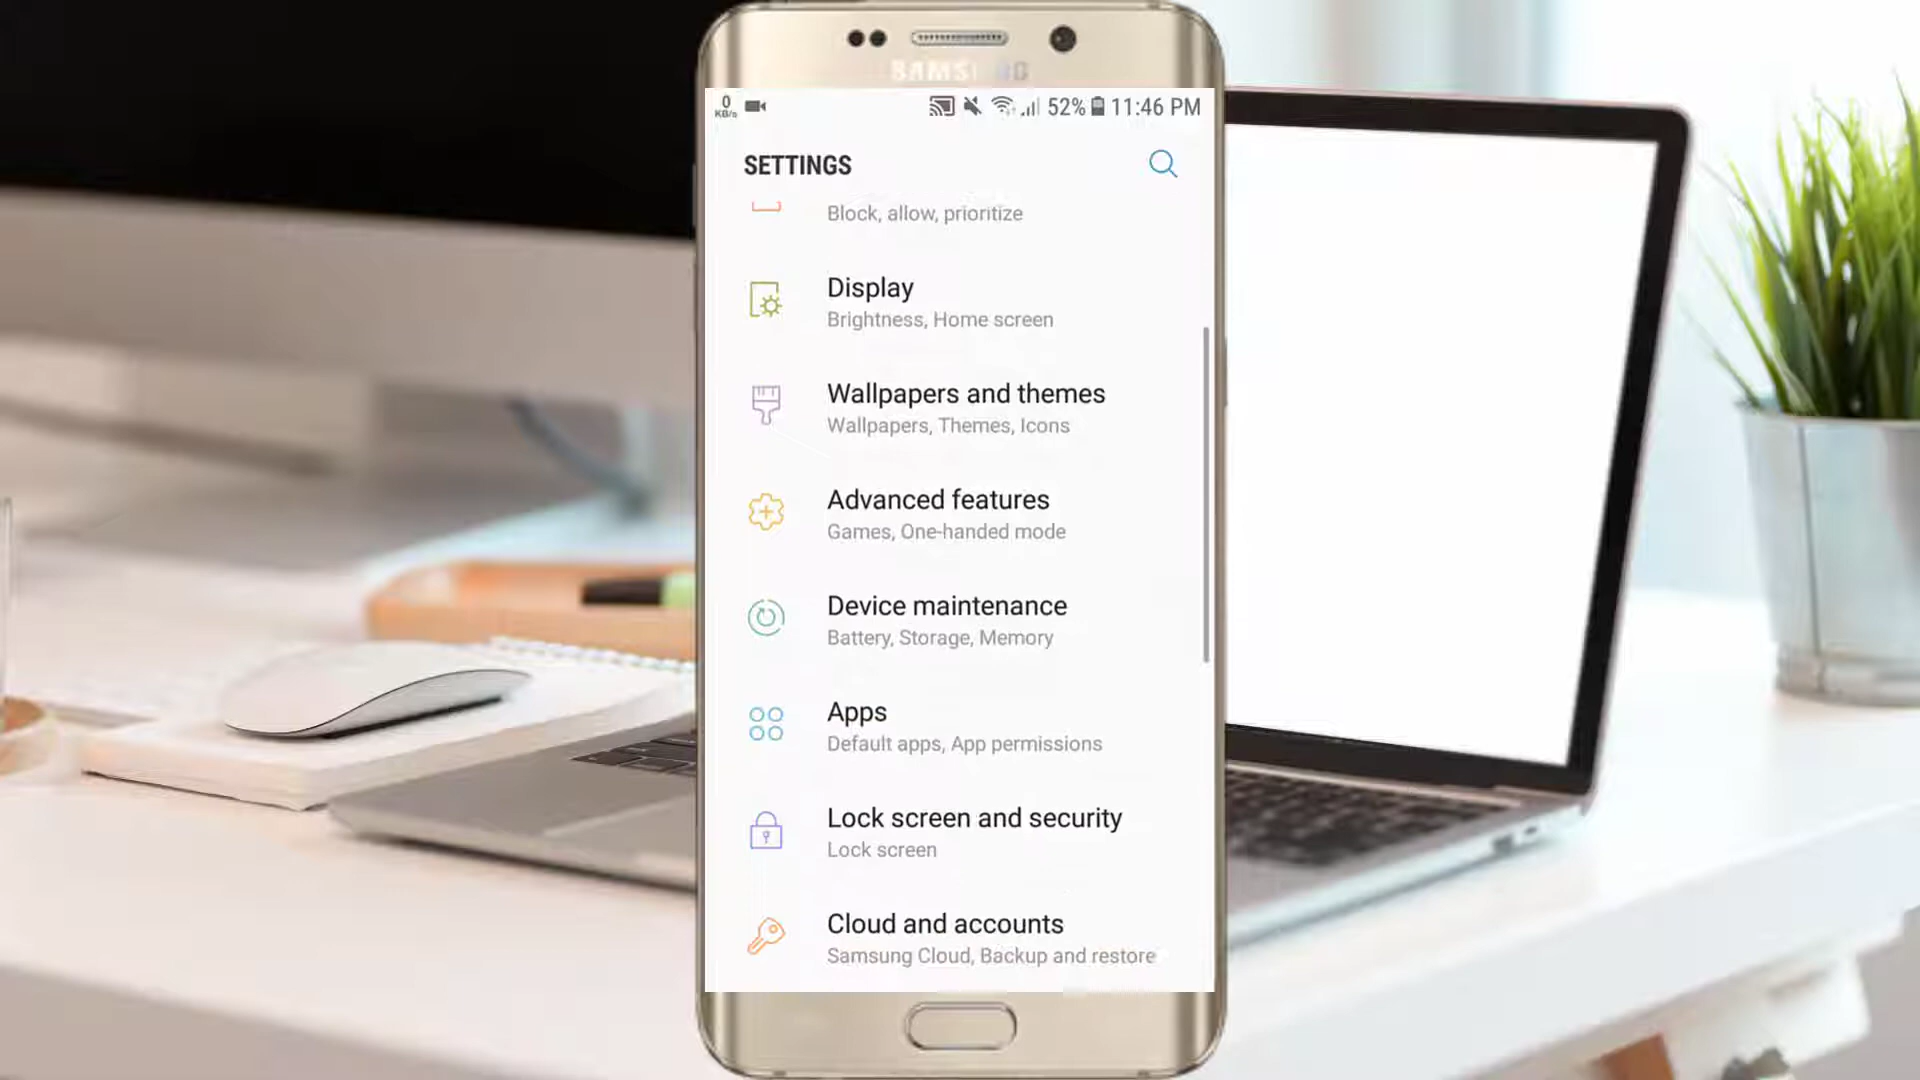 SAMSUNG
0
KB/s
52% 11:46 PM
SETTINGS
Block, allow, prioritize
Display
Brightness, Home screen
Wallpapers and themes
Wallpapers, Themes, Icons
Advanced features
Games, One-handed mode
Device maintenance
Battery, Storage, Memory
Apps
Default apps, App permissions
Lock screen and security
Lock screen
Cloud and accounts
Samsung Cloud, Backup and restore